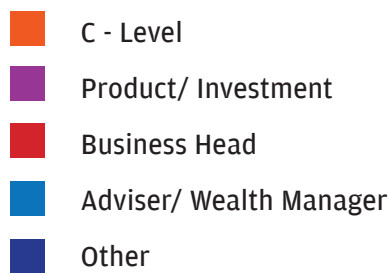 C - Level
Product/ Investment
Business Head
Adviser/ Wealth Manager
Other